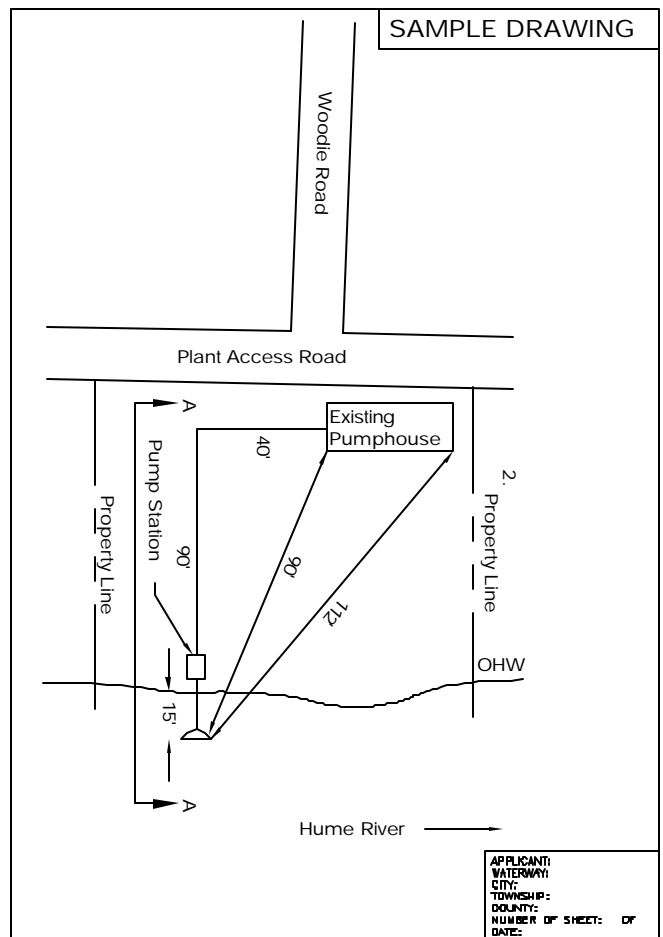 SAMPLE DRAWING
Woodie Road
Plant Access Road
A
Existing
Pumphouse
40'
Pump Station
2.
Property Line
Property Line
90'
90'
112'
OHW
15'
A
Hume River
APPLICANT:
WATERWAY:
CITY:
TOWNSHIP:
COUNTY:
NUMBER OF SHEET: OF
DATE: